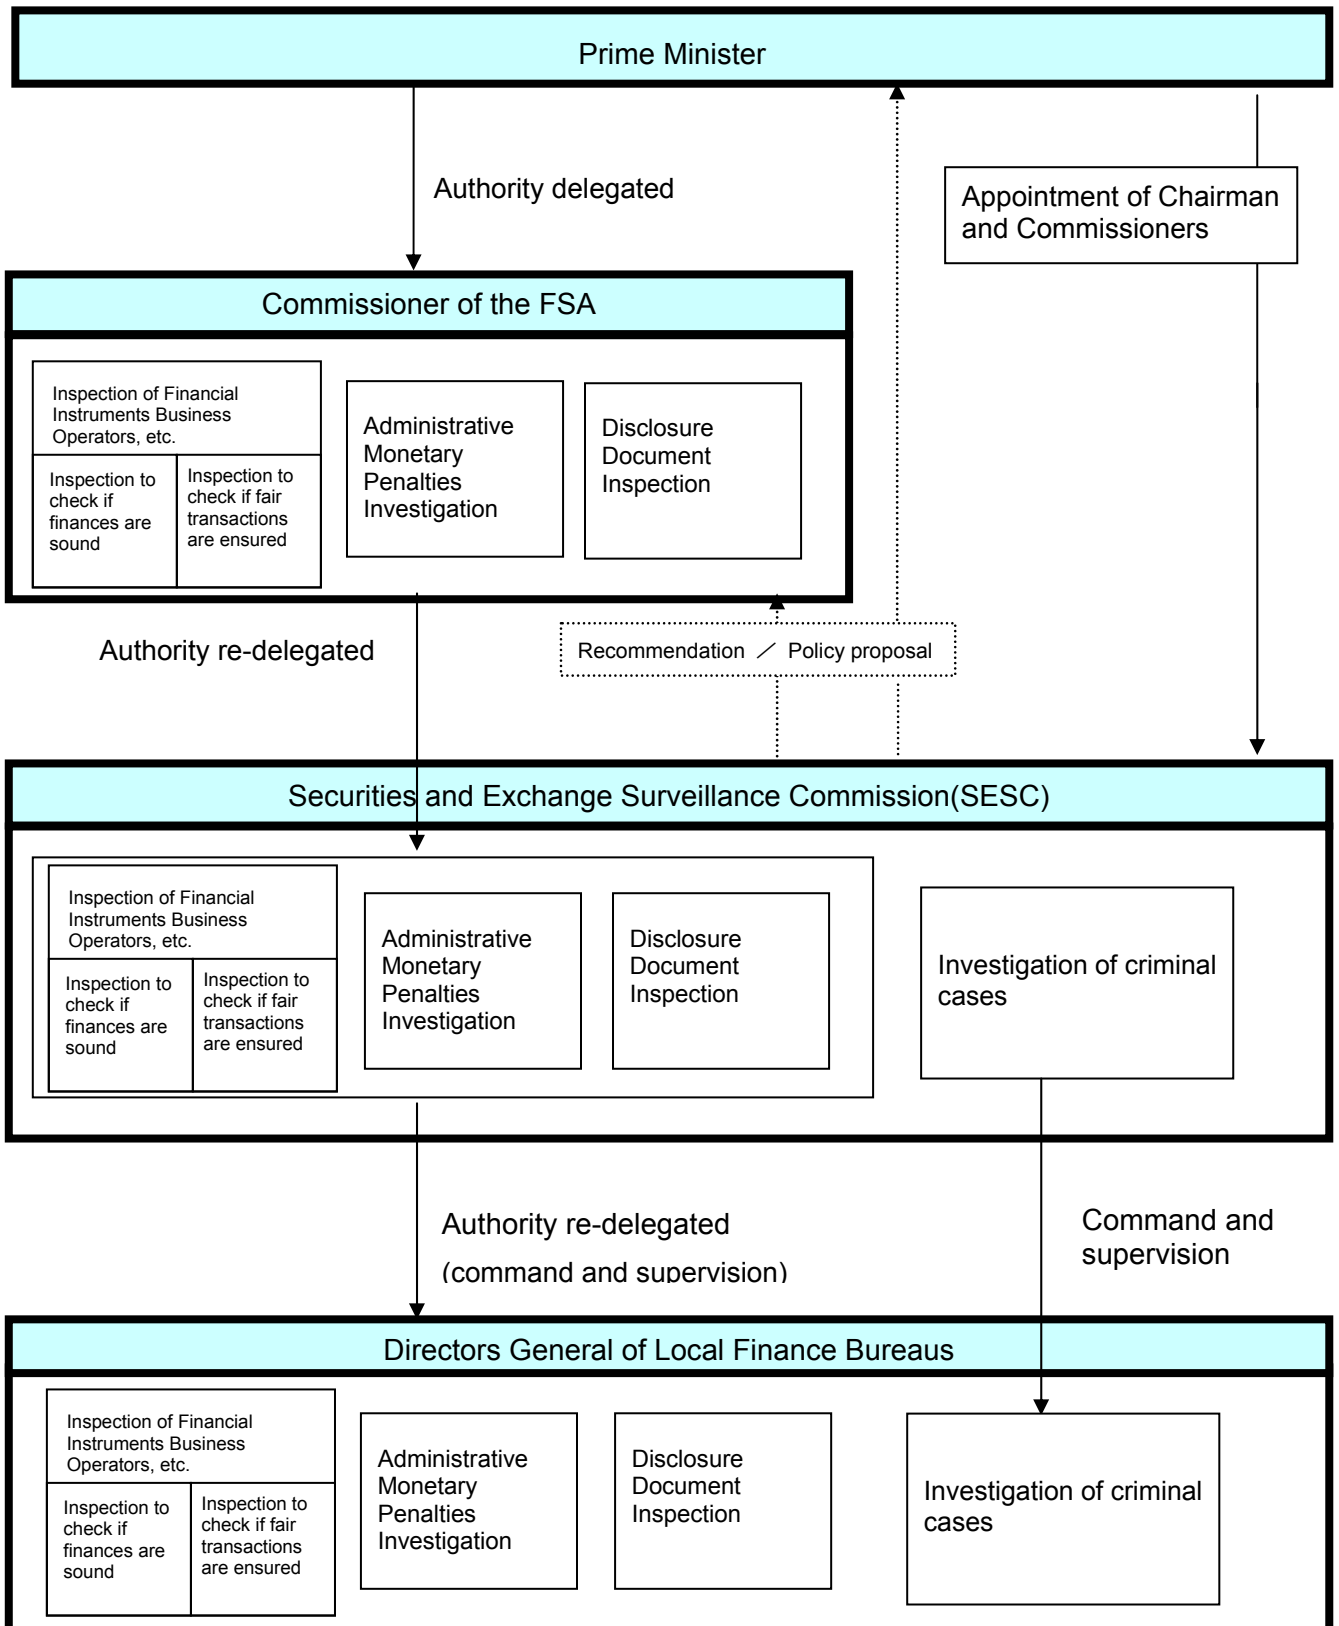 Prime Minister
Authority delegated
Appointment of Chairman
and Commissioners
Commissioner of the FSA
Inspection of Financial
Instruments Business
Operators, etc.
Inspection to
check if
finances are
sound
Inspection to
check if fair
transactions
are ensured
Administrative
Monetary
Penalties
Investigation
Disclosure
Document
Inspection
Authority re-delegated
Recommendation ／ Policy proposal
Securities and Exchange Surveillance Commission(SESC)
Inspection of Financial
Instruments Business
Operators, etc.
Inspection to
check if
finances are
sound
Inspection to
check if fair
transactions
are ensured
Administrative
Monetary
Penalties
Investigation
Disclosure
Document
Inspection
Investigation of criminal
cases
Authority re-delegated
(command and supervision)
Command and
supervision
Directors General of Local Finance Bureaus
Inspection of Financial
Instruments Business
Operators, etc.
Inspection to
check if
finances are
sound
Inspection to
check if fair
transactions
are ensured
Administrative
Monetary
Penalties
Investigation
Disclosure
Document
Inspection
Investigation of criminal
cases